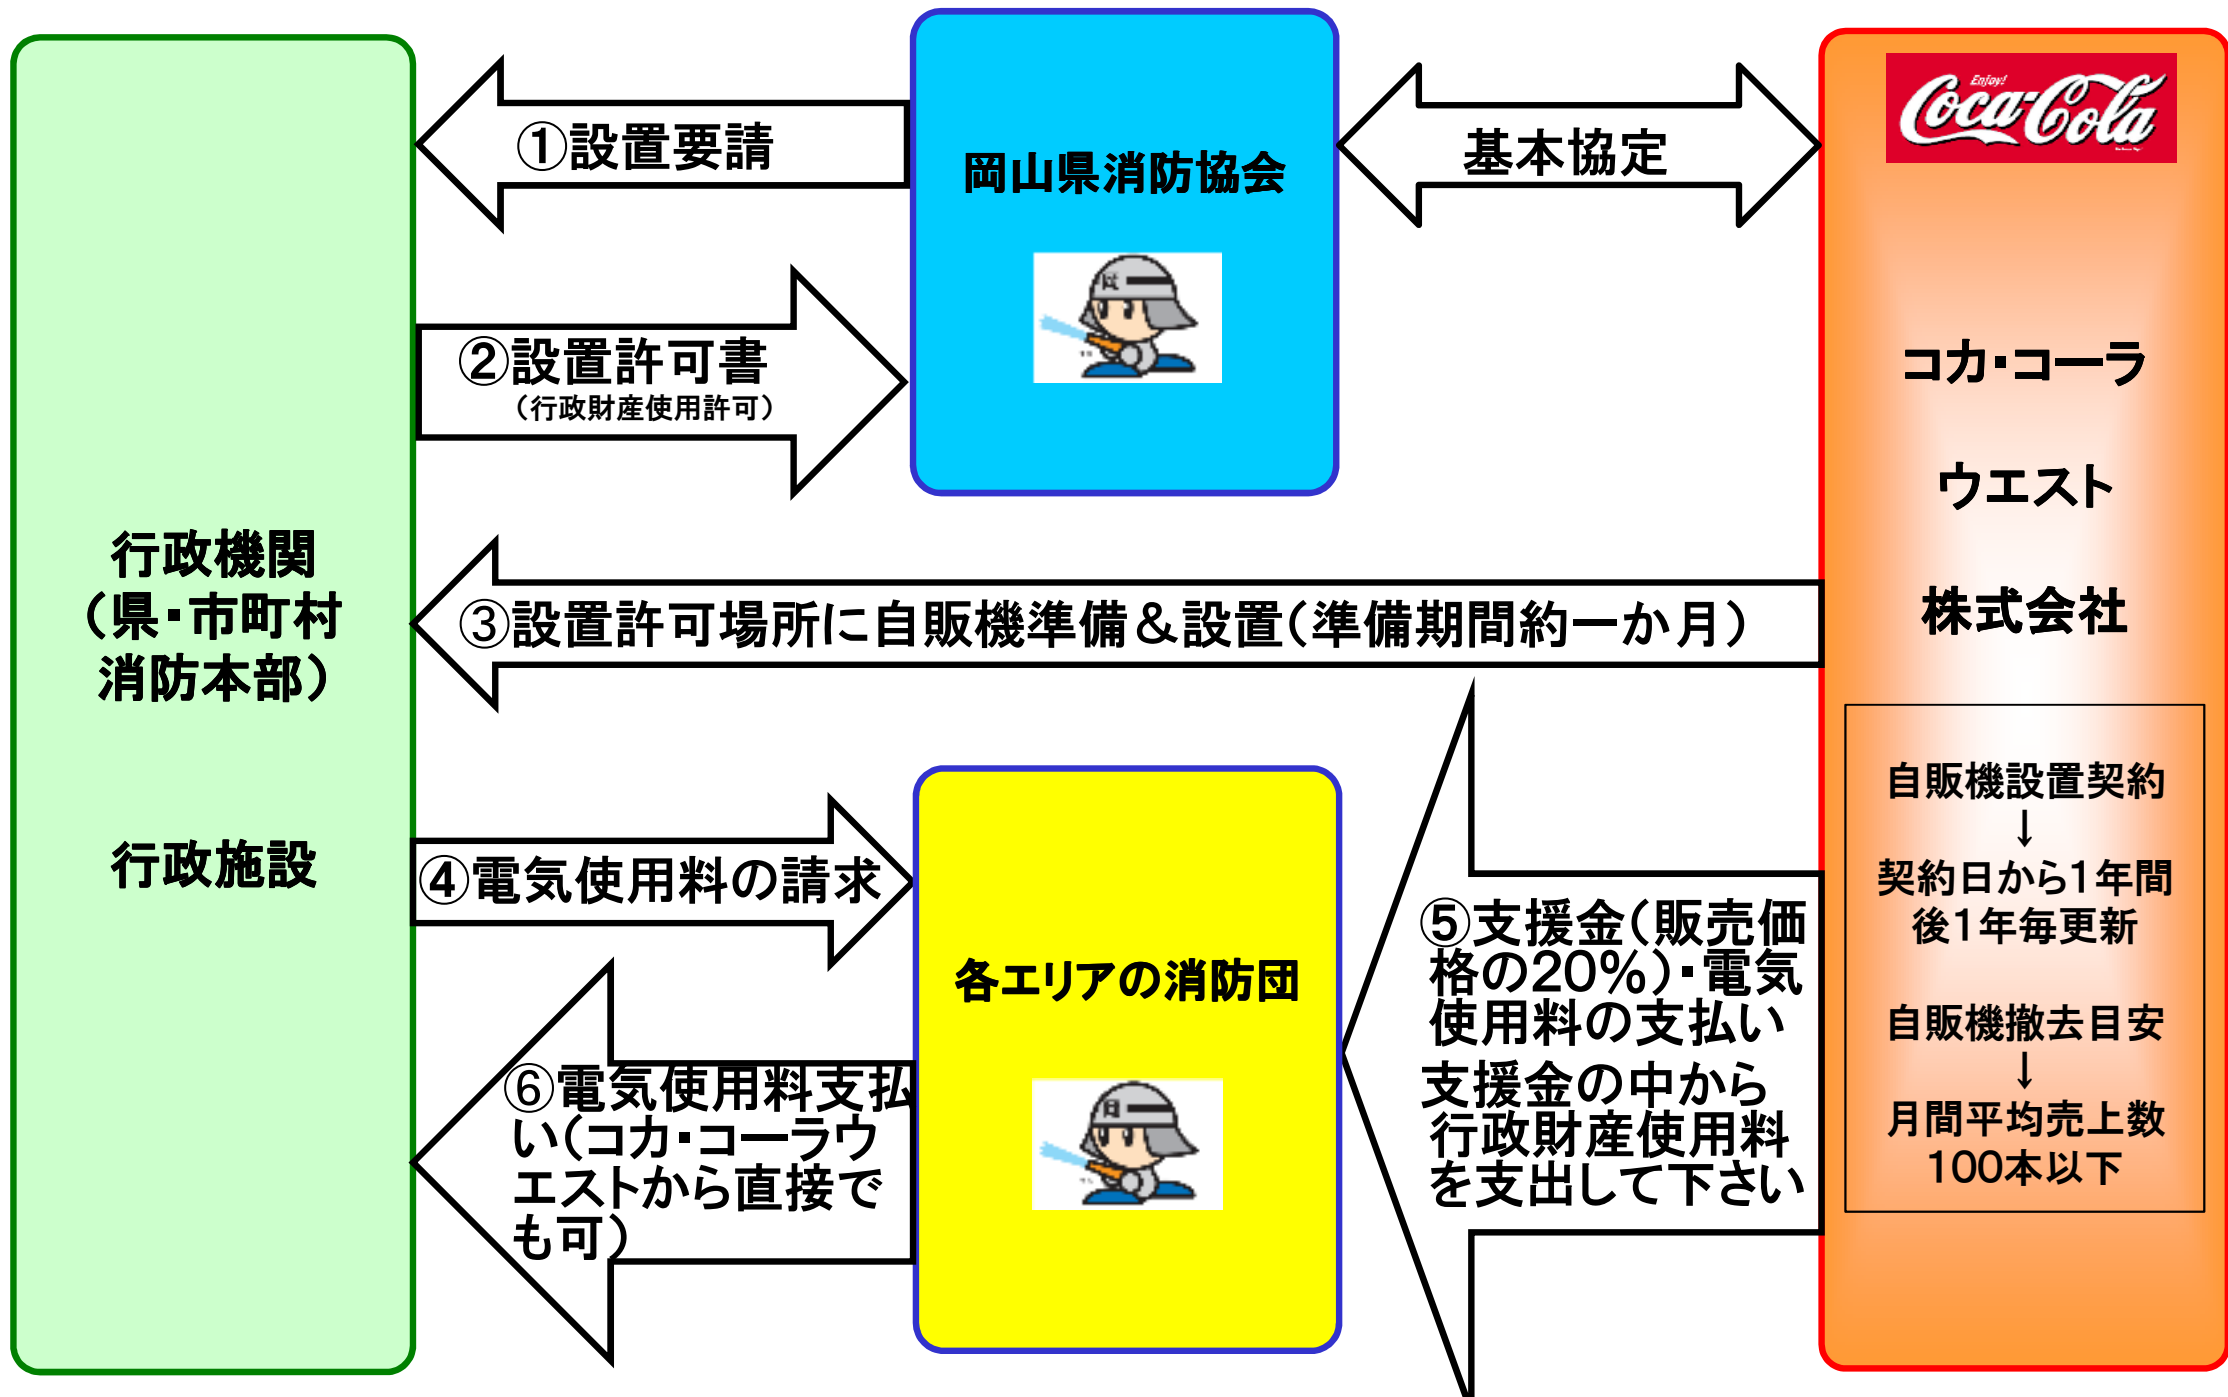 ①設置要請
岡山県消防協会
基本協定
Enjoy!
Coca-Cola
②設置許可書
（行政財産使用許可）
コカ・コーラ
ウエスト
株式会社
行政機関
（県・市町村
消防本部）
行政施設
③設置許可場所に自販機準備＆設置（準備期間約一か月）
④電気使用料の請求
各エリアの消防団
⑤支援金（販売価
格の20％）・電気
使用料の支払い
支援金の中から
行政財産使用料
を支出して下さい
⑥電気使用料支払
い（コカ・コーラウ
エストから直接で
も可）
自販機設置契約
↓
契約日から1年間
後1年毎更新
自販機撤去目安
↓
月間平均売上数
100本以下